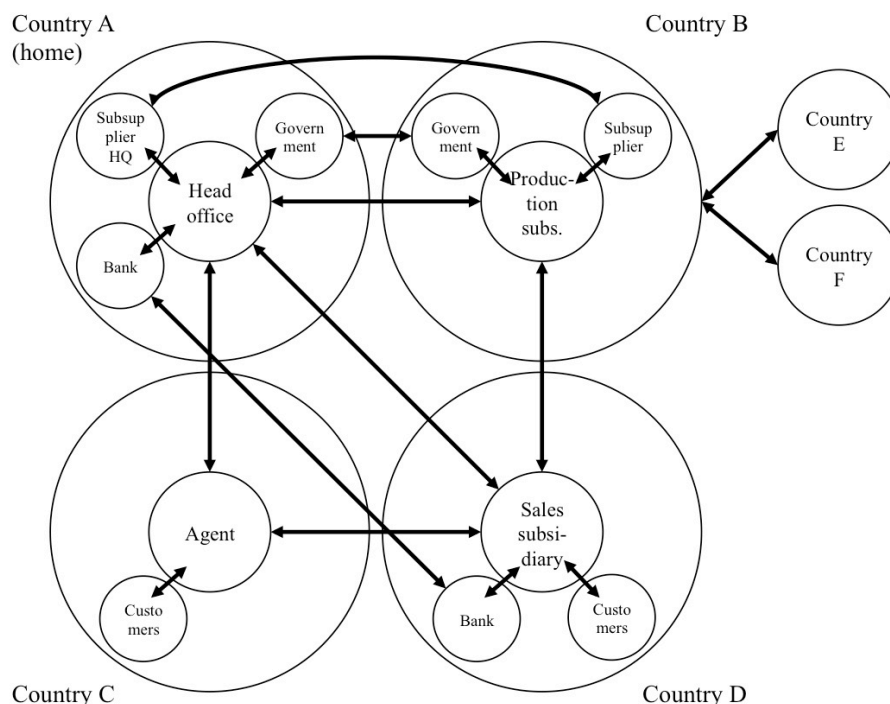 Country A
(home)
Country B
Subsup
plier
HQ
Govern
ment
Govern
ment
Subsup
plier
Country
E
Head
office
Produc-
tion
subs.
Bank
Country
F
Agent
Sales
subsi-
diary
Custo
mers
Bank
Custo
mers
Country C
Country D